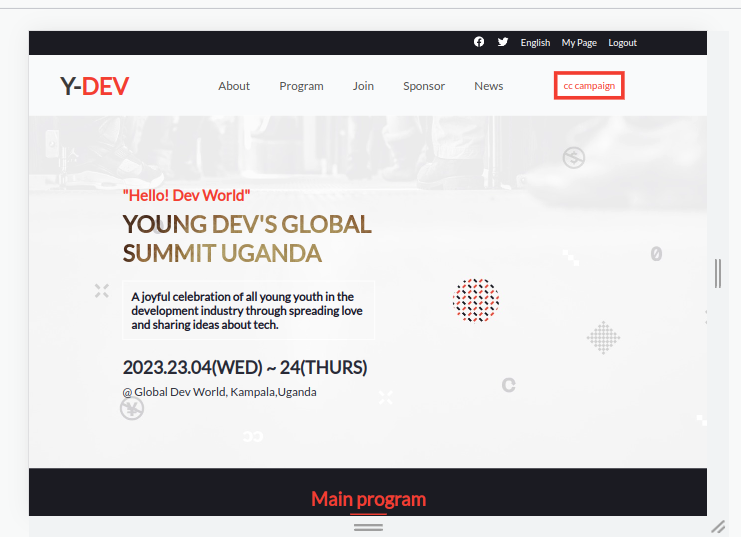 English My Page Logout
Y-DEV
About Program Join Sponsor News
cc campaign
"Hello! Dev World"
YOUNG DEV'S GLOBAL
SUMMIT UGANDA
A joyful celebration of all young youth in the
development industry through spreading love
and sharing ideas about tech.
2023.23.04(WED) ~ 24(THURS)
@ Global Dev World, Kampala,Uganda
Main program